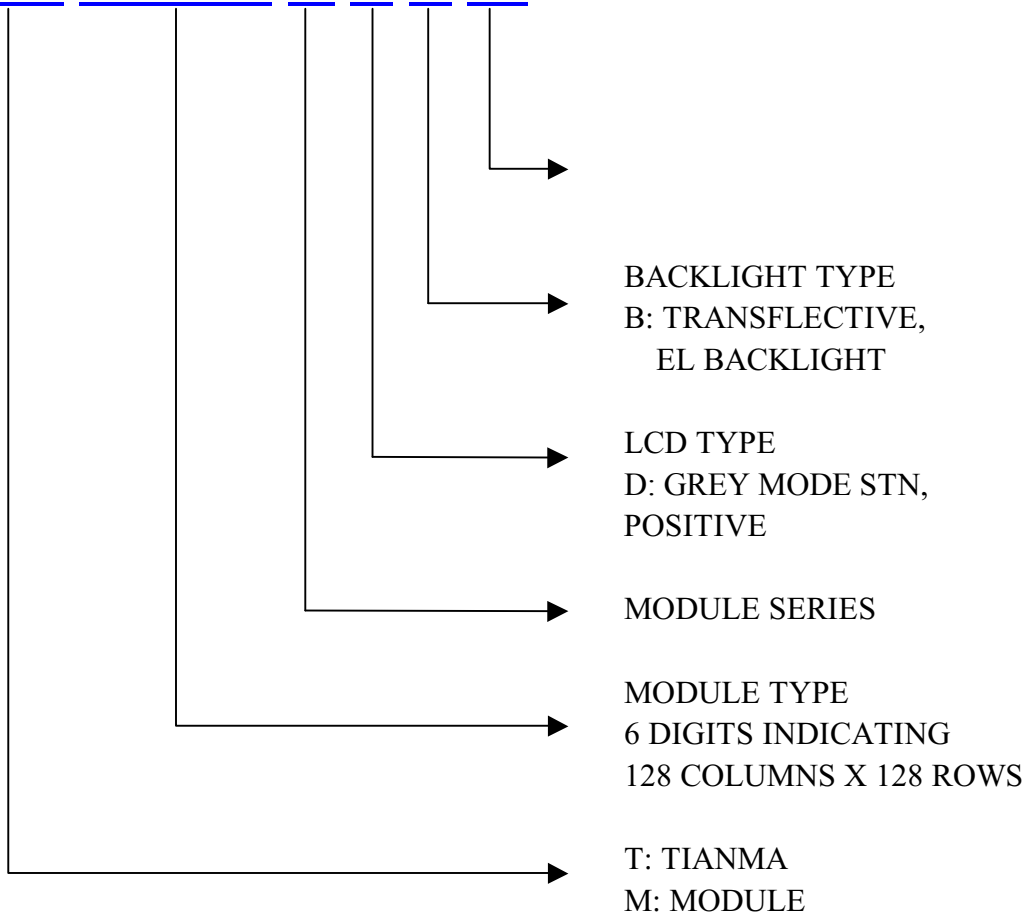 BACKLIGHT TYPE
B: TRANSFLECTIVE,
EL BACKLIGHT
LCD TYPE
D: GREY MODE STN,
POSITIVE
MODULE SERIES
MODULE TYPE
6 DIGITS INDICATING
128 COLUMNS X 128 ROWS
T: TIANMA
M: MODULE